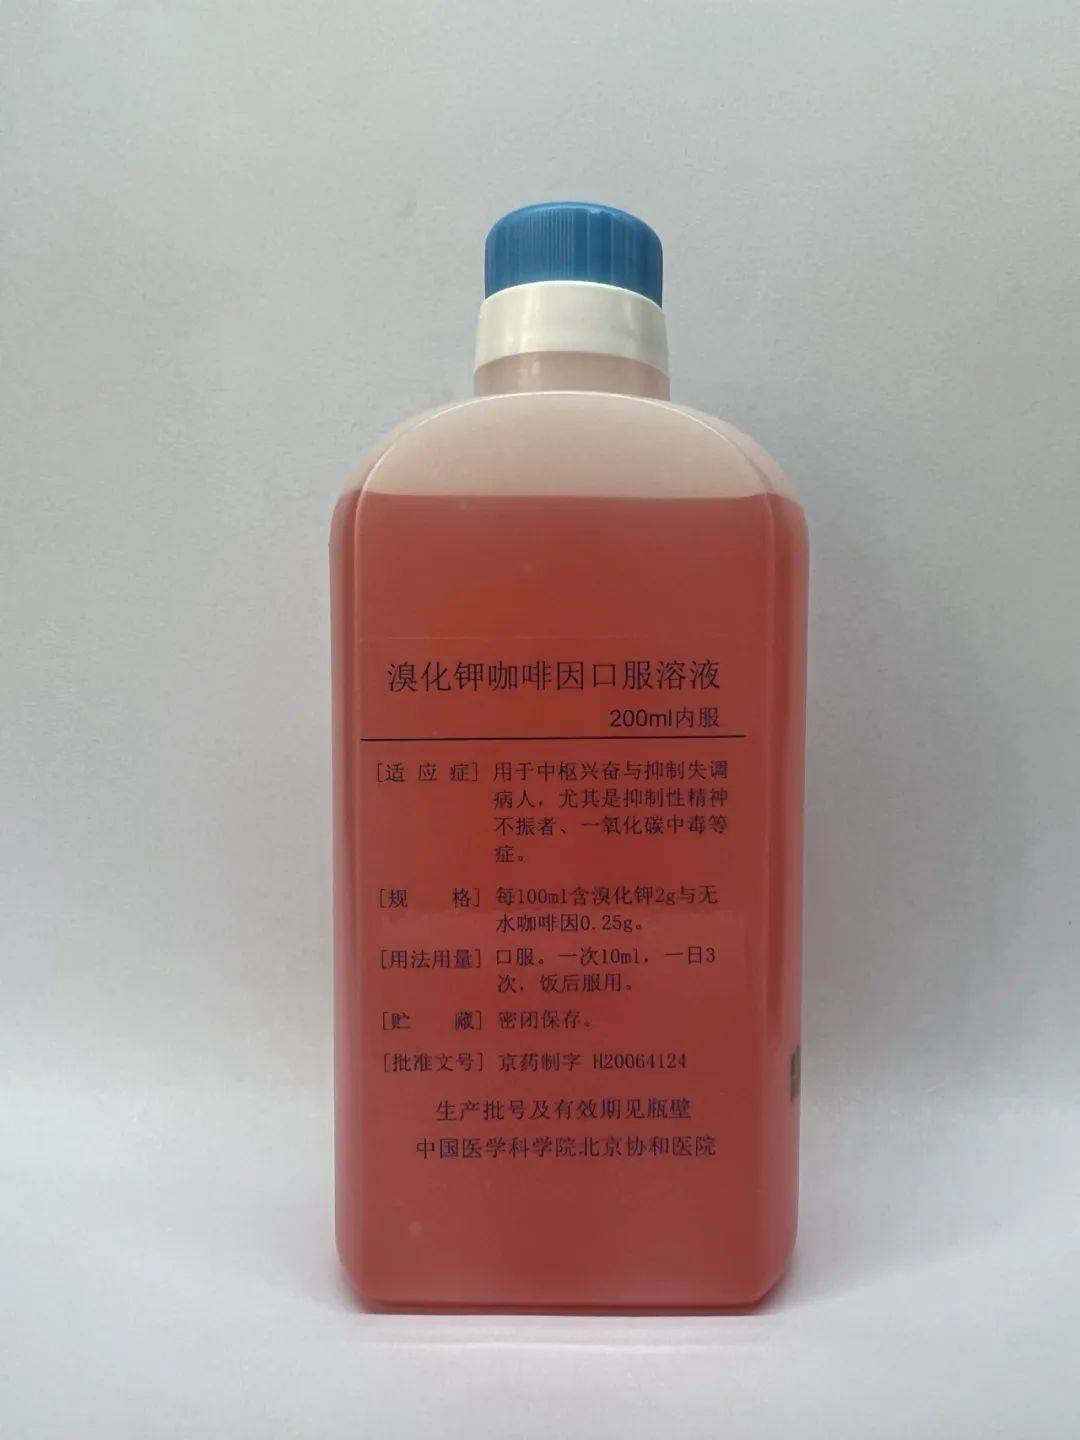 溴化钾咖啡因口服溶液
200ml内服
[适 应 症] 用于中枢兴奋与抑制失调
病人，尤其是抑制性精神
不振者、一氧化碳中毒等
症。
[规 格] 每100ml含溴化钾2g与无
水咖啡因0.25g。
[用法用量] 口服。一次10ml，一日3
次，饭后服用。
[贮 藏] 密闭保存。
[批准文号] 京药制字 H20064124
生产批号及有效期见瓶壁
中国医学科学院北京协和医院